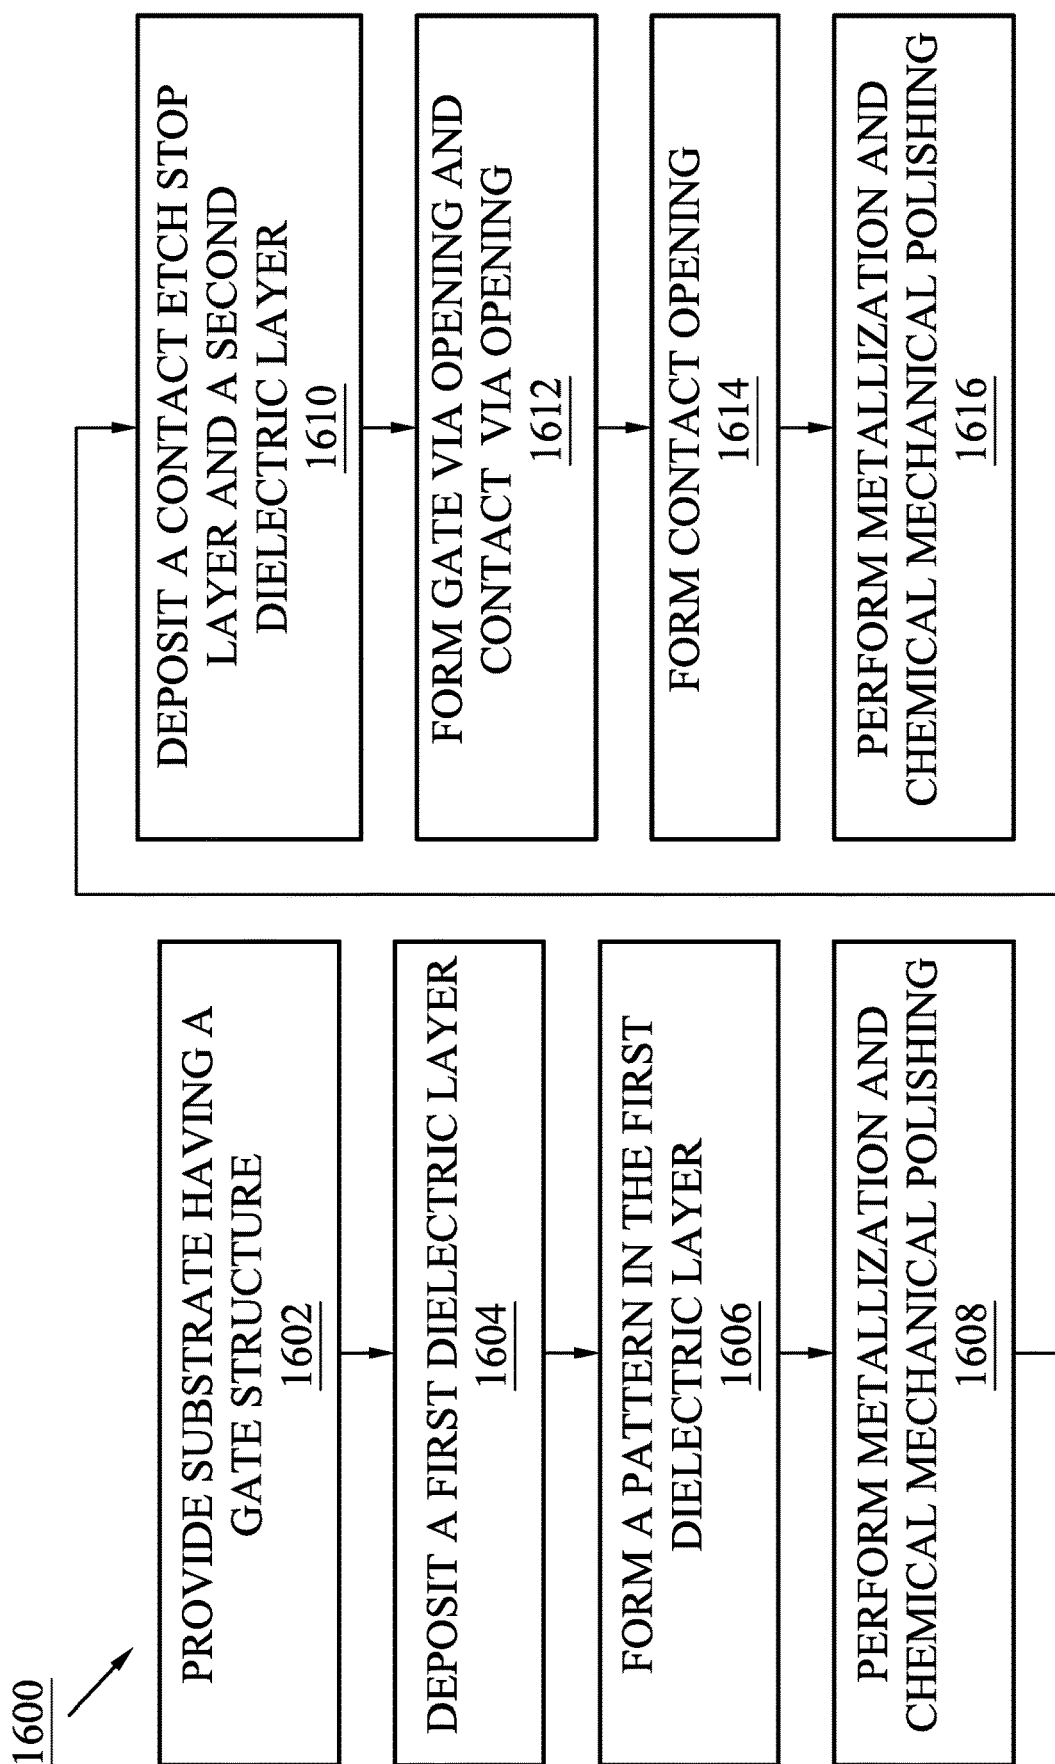 1600
PROVIDE SUBSTRATE HAVING A
GATE STRUCTURE
1602
DEPOSIT A FIRST DIELECTRIC LAYER
1604
FORM A PATTERN IN THE FIRST
DIELECTRIC LAYER
1606
PERFORM METALLIZATION AND
CHEMICAL MECHANICAL POLISHING
1608
DEPOSIT A CONTACT ETCH STOP
LAYER AND A SECOND
DIELECTRIC LAYER
1610
FORM GATE VIA OPENING AND
CONTACT VIA OPENING
1612
FORM CONTACT OPENING
1614
PERFORM METALLIZATION AND
CHEMICAL MECHANICAL POLISHING
1616